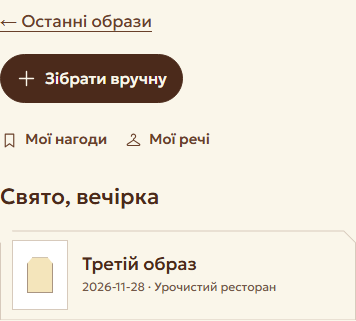 ← Останні образи
+ Зібрати вручну
Мої нагоди Мої речі
Свято, вечірка
Третій образ
2026-11-28 · Урочистий ресторан